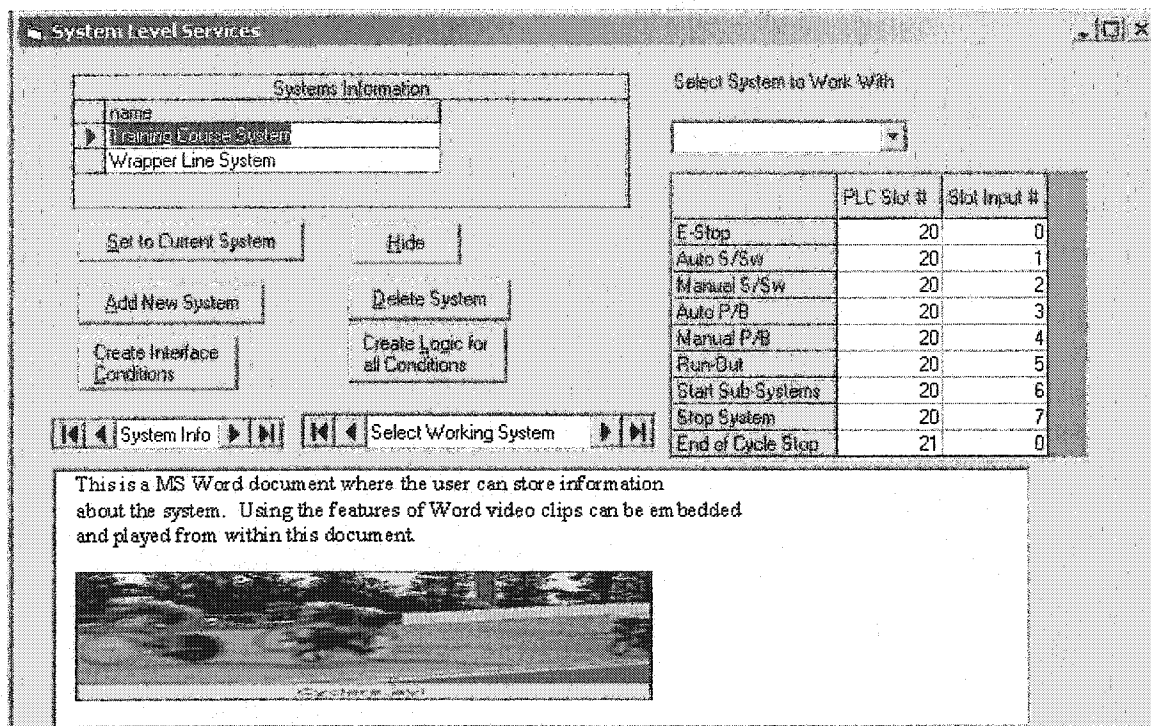 System Level Services
Systems Information
name
Training Course System
Wrapper Line System
Set to Current System
Hide
Add New System
Delete System
Create Interface
Conditions
Create Logic for
all Conditions
System Info
Select Working System
Select System to Work With
PLC Slot # Slot Input #
E-Stop 20 0
Auto S/Sw 20 1
Manual S/Sw 20 2
Auto P/B 20 3
Manual P/B 20 4
Run-Out 20 5
Start Sub-Systems 20 6
Stop System 20 7
End of Cycle Stop 21 0
This is a MS Word document where the user can store information
about the system. Using the features of Word video clips can be embedded
and played from within this document.